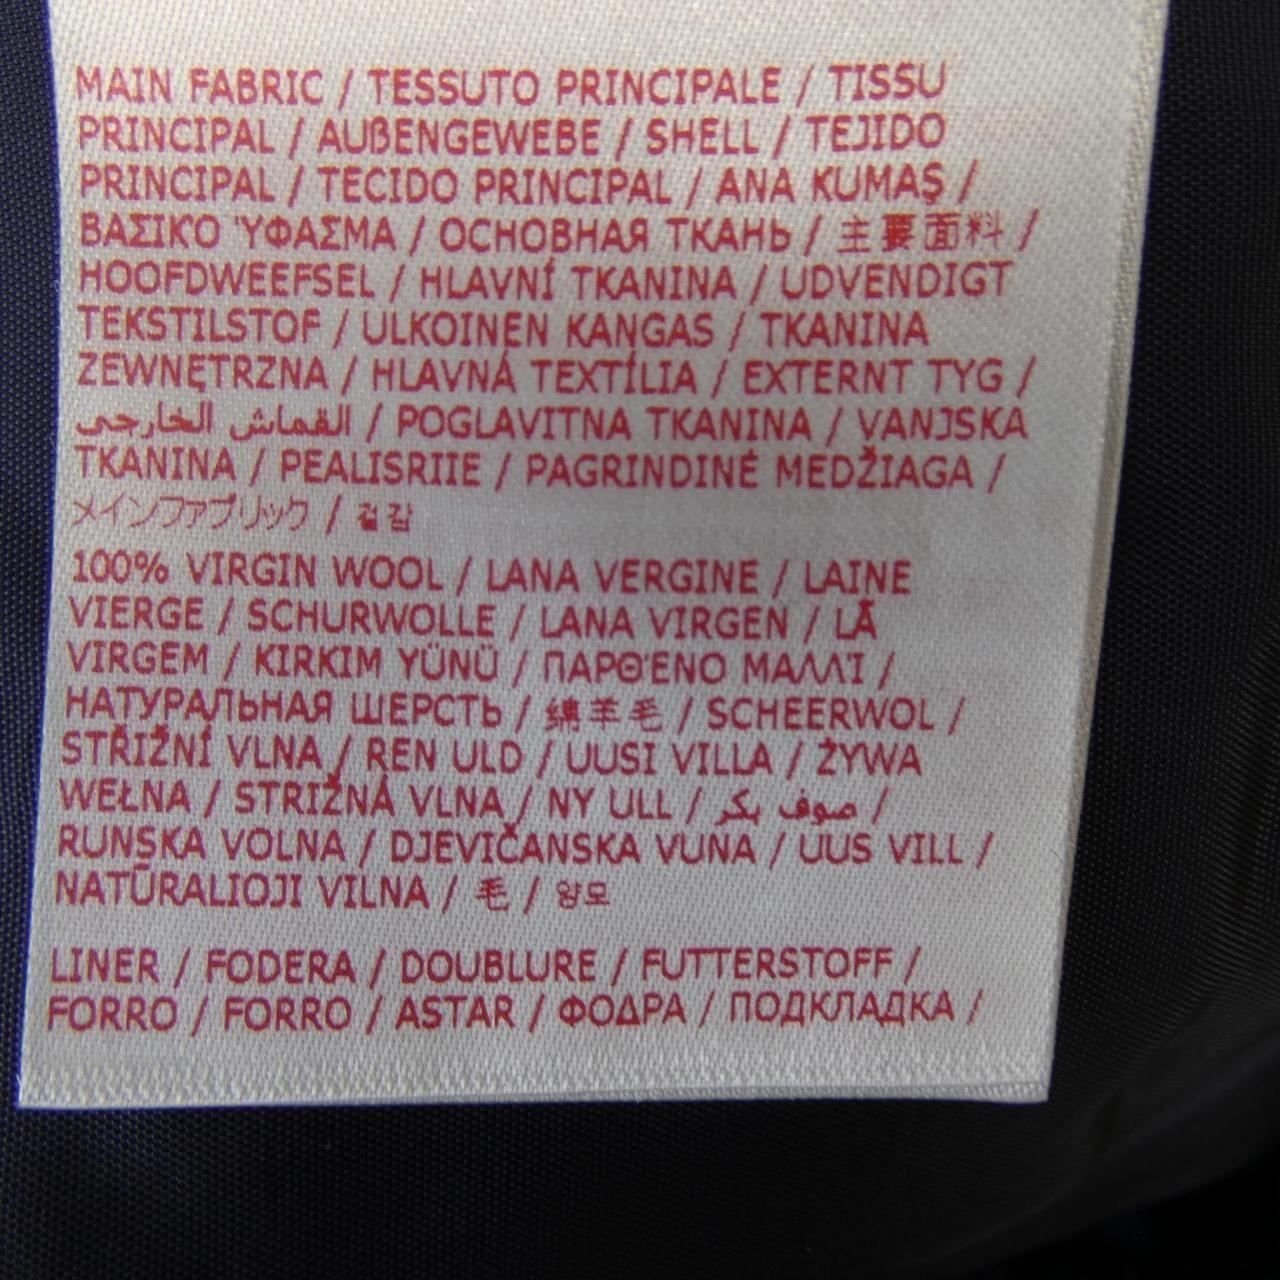 MAIN FABRIC / TESSUTO PRINCIPALE / TISSU
PRINCIPAL / AUßENGEWEBE / SHELL / TEJIDO
PRINCIPAL / TECIDO PRINCIPAL / ANA KUMAŞ /
ΒΑΣΙΚΟ ΎΦΑΣΜΑ / ОСНОВНАЯ ТКАНЬ / 主要面料 /
HOOFDWEEFSEL / HLAVNÍ TKANINA / UDVENDIGT
TEKSTILSTOF / ULKOINEN KANGAS / TKANINA
ZEWNĘTRZNA / HLAVNÁ TEXTÍLIA / EXTERNT TYG /
القماش الخارجي / POGLAVITNA TKANINA / VANJSKA
TKANINA / PEALISRIIE / PAGRINDINĖ MEDŽIAGA /
メインファブリック / 겉감
100% VIRGIN WOOL / LANA VERGINE / LAINE
VIERGE / SCHURWOLLE / LANA VIRGEN / LÃ
VIRGEM / KIRKIM YÜNÜ / ΠΑΡΘΈΝΟ ΜΑΛΛΊ /
НАТУРАЛЬНАЯ ШЕРСТЬ / 绵羊毛 / SCHEERWOL /
STŘIŽNÍ VLNA / REN ULD / UUSI VILLA / ŻYWA
WEŁNA / STRIŽNÁ VLNA / NY ULL / صوف بكر /
RUNSKA VOLNA / DJEVIČANSKA VUNA / UUS VILL /
NATŪRALIOJI VILNA / 毛 / 양모
LINER / FODERA / DOUBLURE / FUTTERSTOFF /
FORRO / FORRO / ASTAR / ΦΟΔΡΑ / ПОДКЛАДКА /